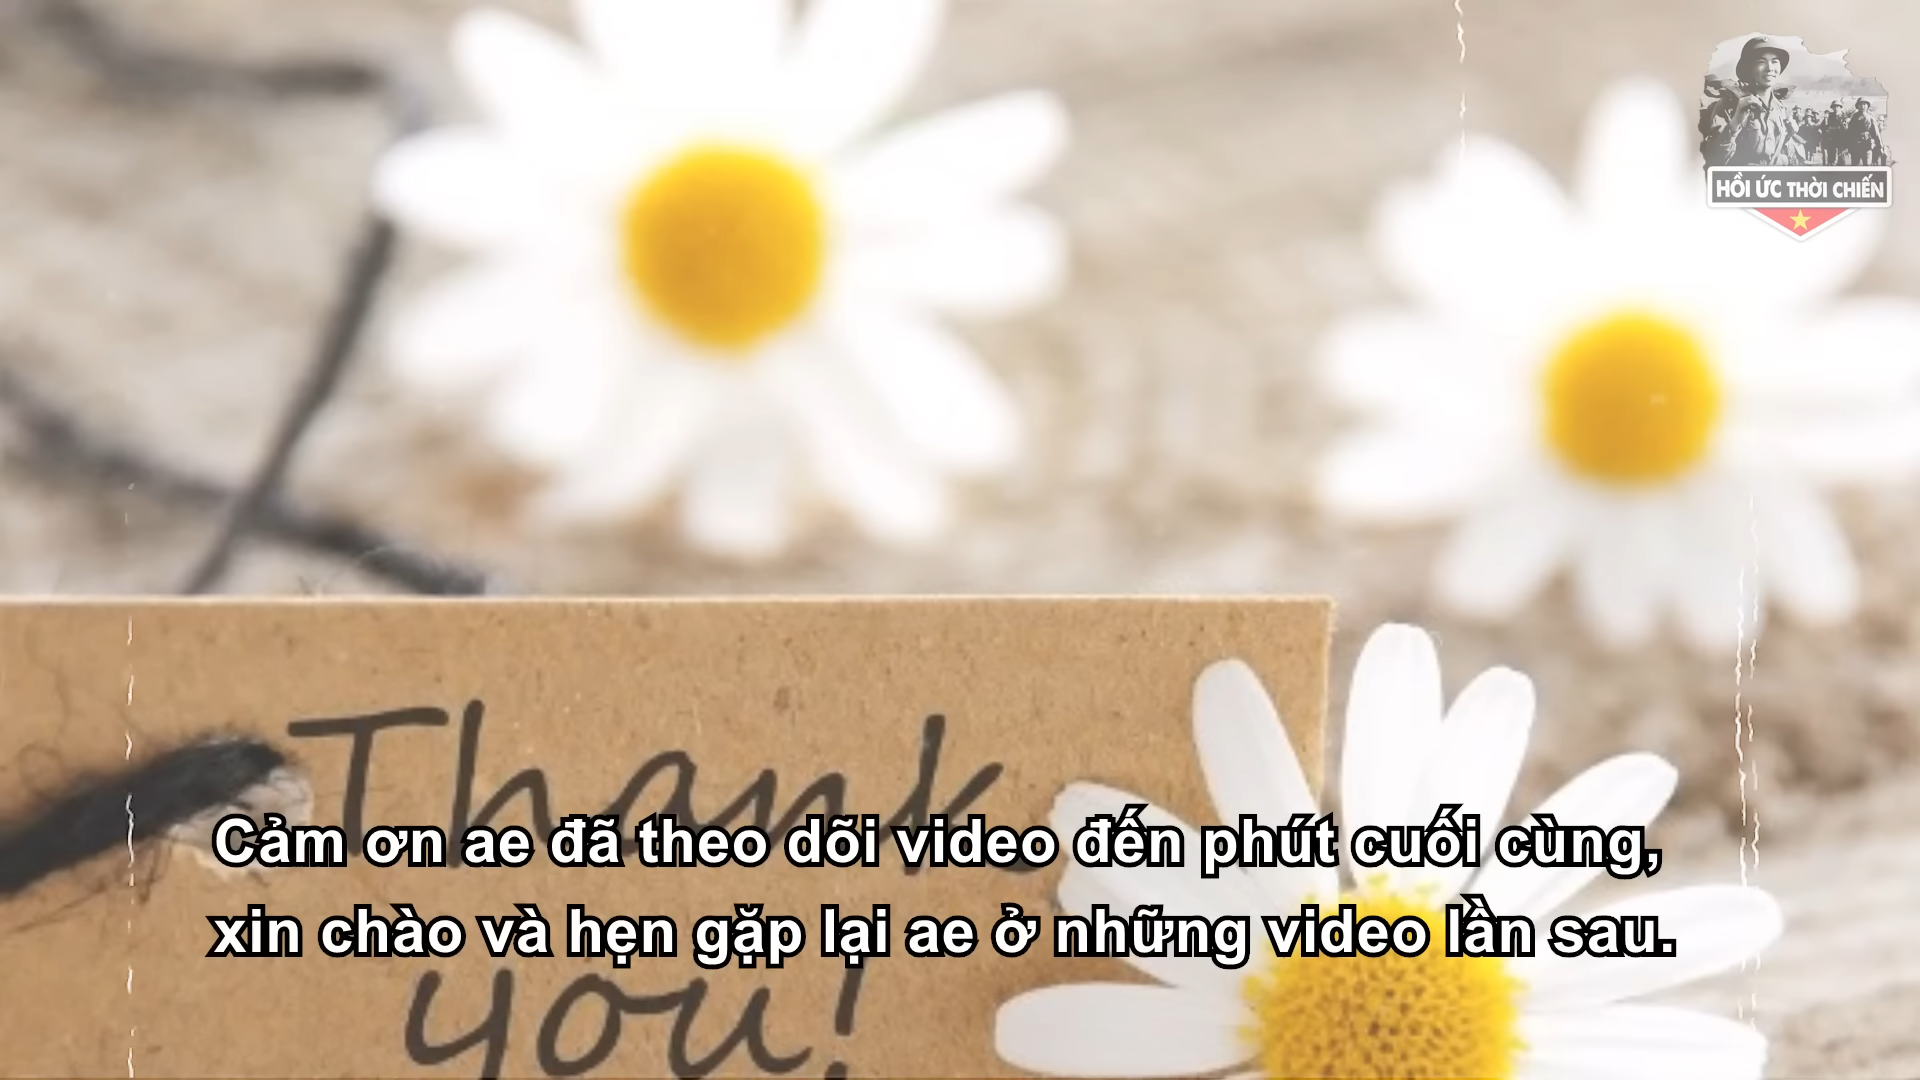 HỒI ỨC THỜI CHIẾN
Thank
Cảm ơn ae đã theo dõi video đến phút cuối cùng,
xin chào và hẹn gặp lại ae ở những video lần sau.
you!